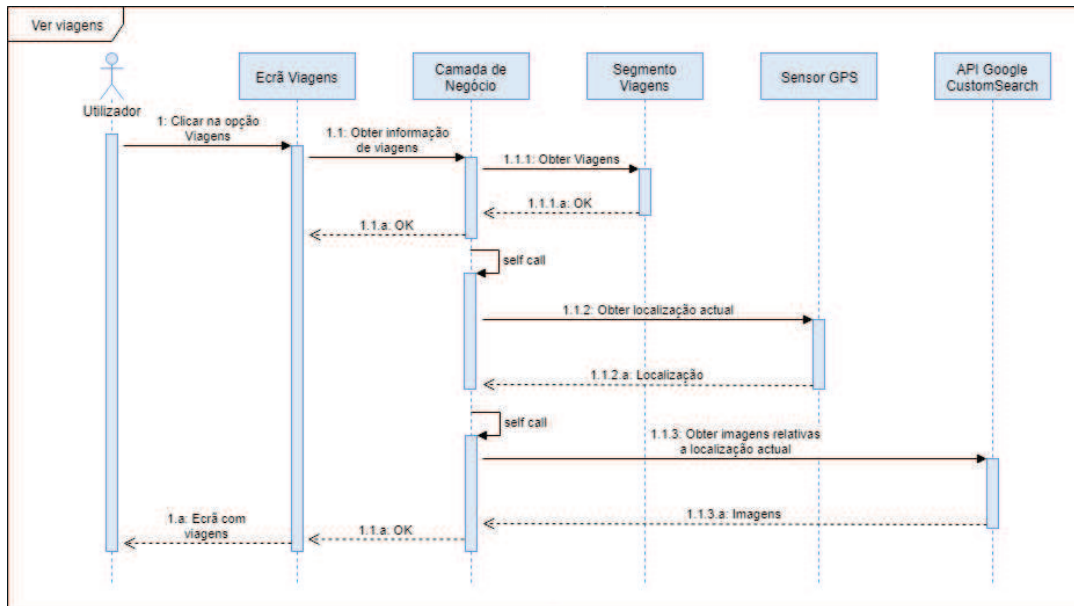 Ver viagens
Utilizador
Ecrã Viagens
Camada de
Negócio
Segmento
Viagens
Sensor GPS
API Google
CustomSearch
1: Clicar na opção
Viagens
1.1: Obter informação
de viagens
1.1.1: Obter Viagens
1.1.1.a: OK
1.1.a: OK
self call
1.1.2: Obter localização actual
1.1.2.a: Localização
self call
1.1.3: Obter imagens relativas
a localização actual
1.1.3.a: Imagens
1.1.a: OK
1.a: Ecrã com
viagens